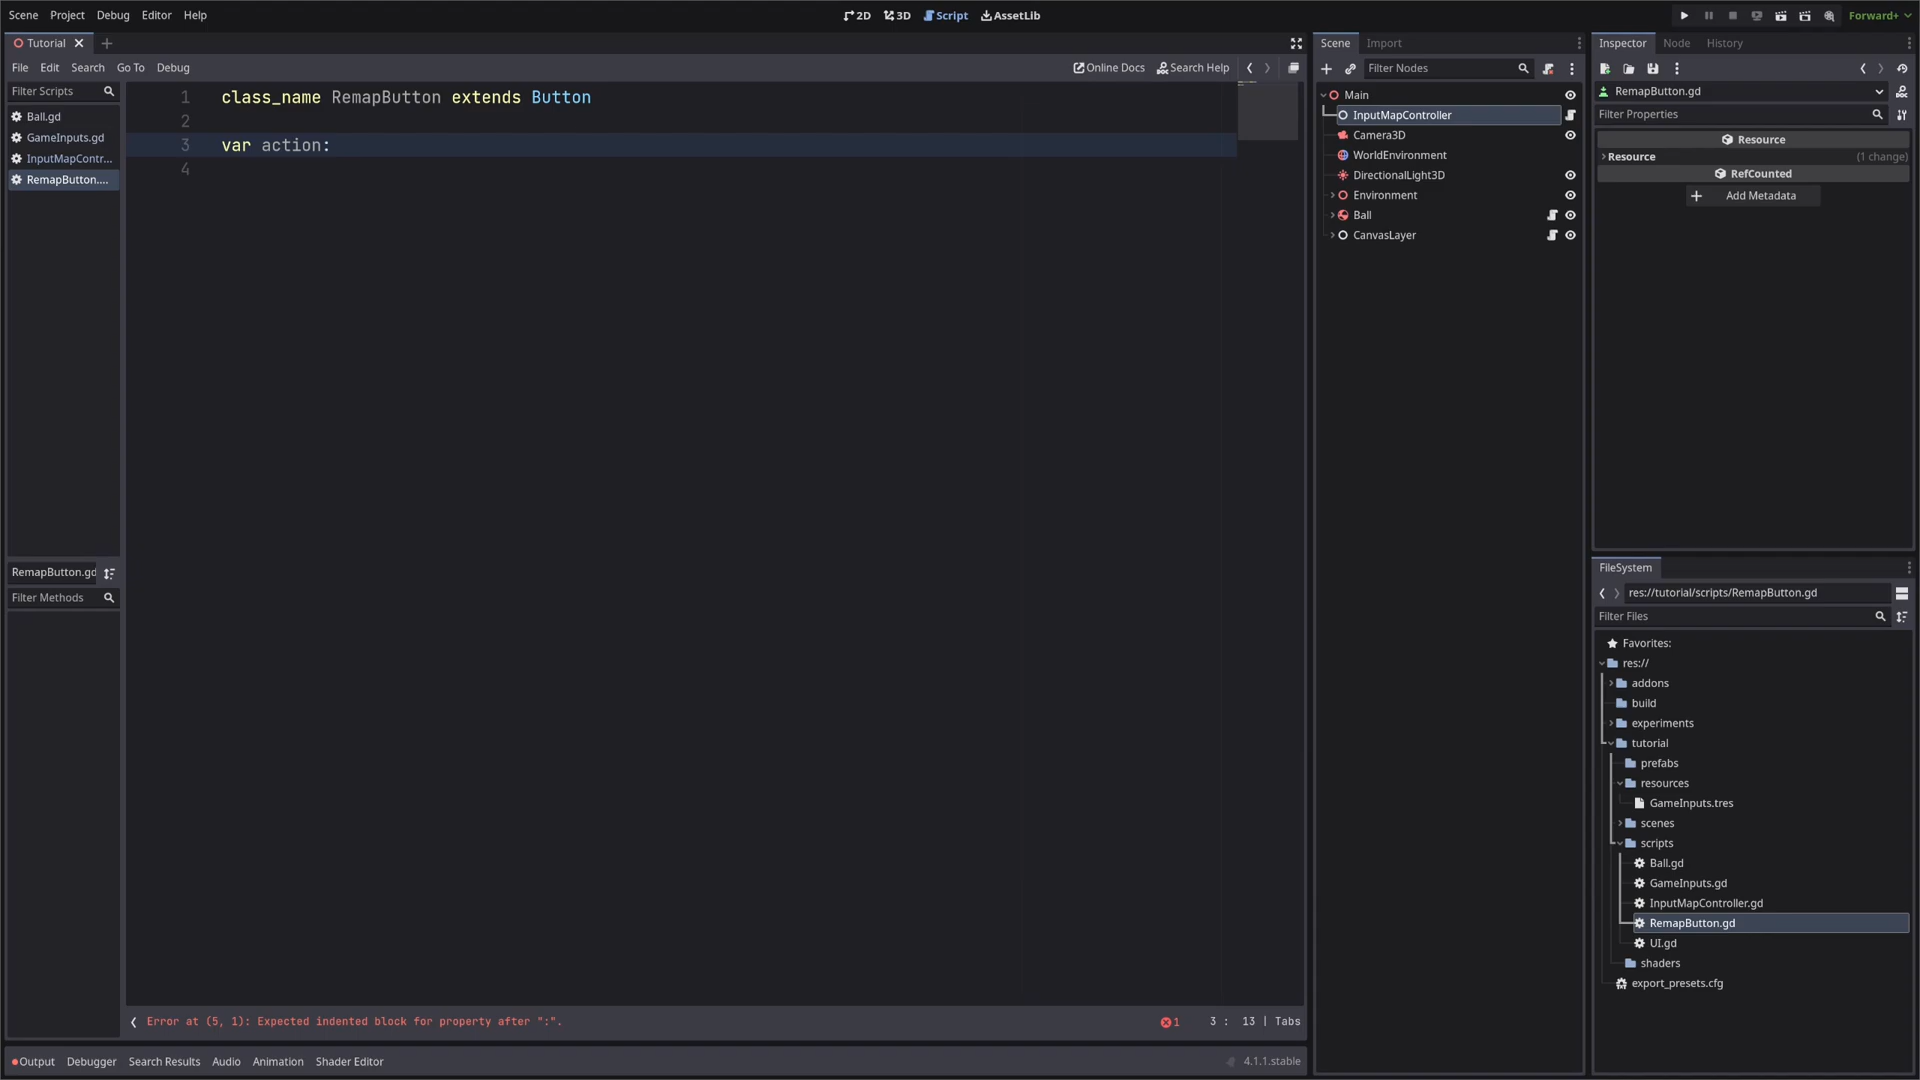 Scene Project Debug Editor Help
2D 3D Script AssetLib
Forward+
Tutorial
File Edit Search Go To Debug
Online Docs Search Help
Filter Scripts
Ball.gd
GameInputs.gd
InputMapContr...
RemapButton....
RemapButton.gd
Filter Methods
1 class_name RemapButton extends Button
2
3 var action:
4
Error at (5, 1): Expected indented block for property after ":".
1 3 : 13 | Tabs
Output Debugger Search Results Audio Animation Shader Editor
4.1.1.stable
Scene Import
Filter Nodes
Main
InputMapController
Camera3D
WorldEnvironment
DirectionalLight3D
Environment
Ball
CanvasLayer
Inspector Node History
RemapButton.gd
Filter Properties
Resource
Resource (1 change)
RefCounted
Add Metadata
FileSystem
res://tutorial/scripts/RemapButton.gd
Filter Files
Favorites:
res://
addons
build
experiments
tutorial
prefabs
resources
GameInputs.tres
scenes
scripts
Ball.gd
GameInputs.gd
InputMapController.gd
RemapButton.gd
UI.gd
shaders
export_presets.cfg